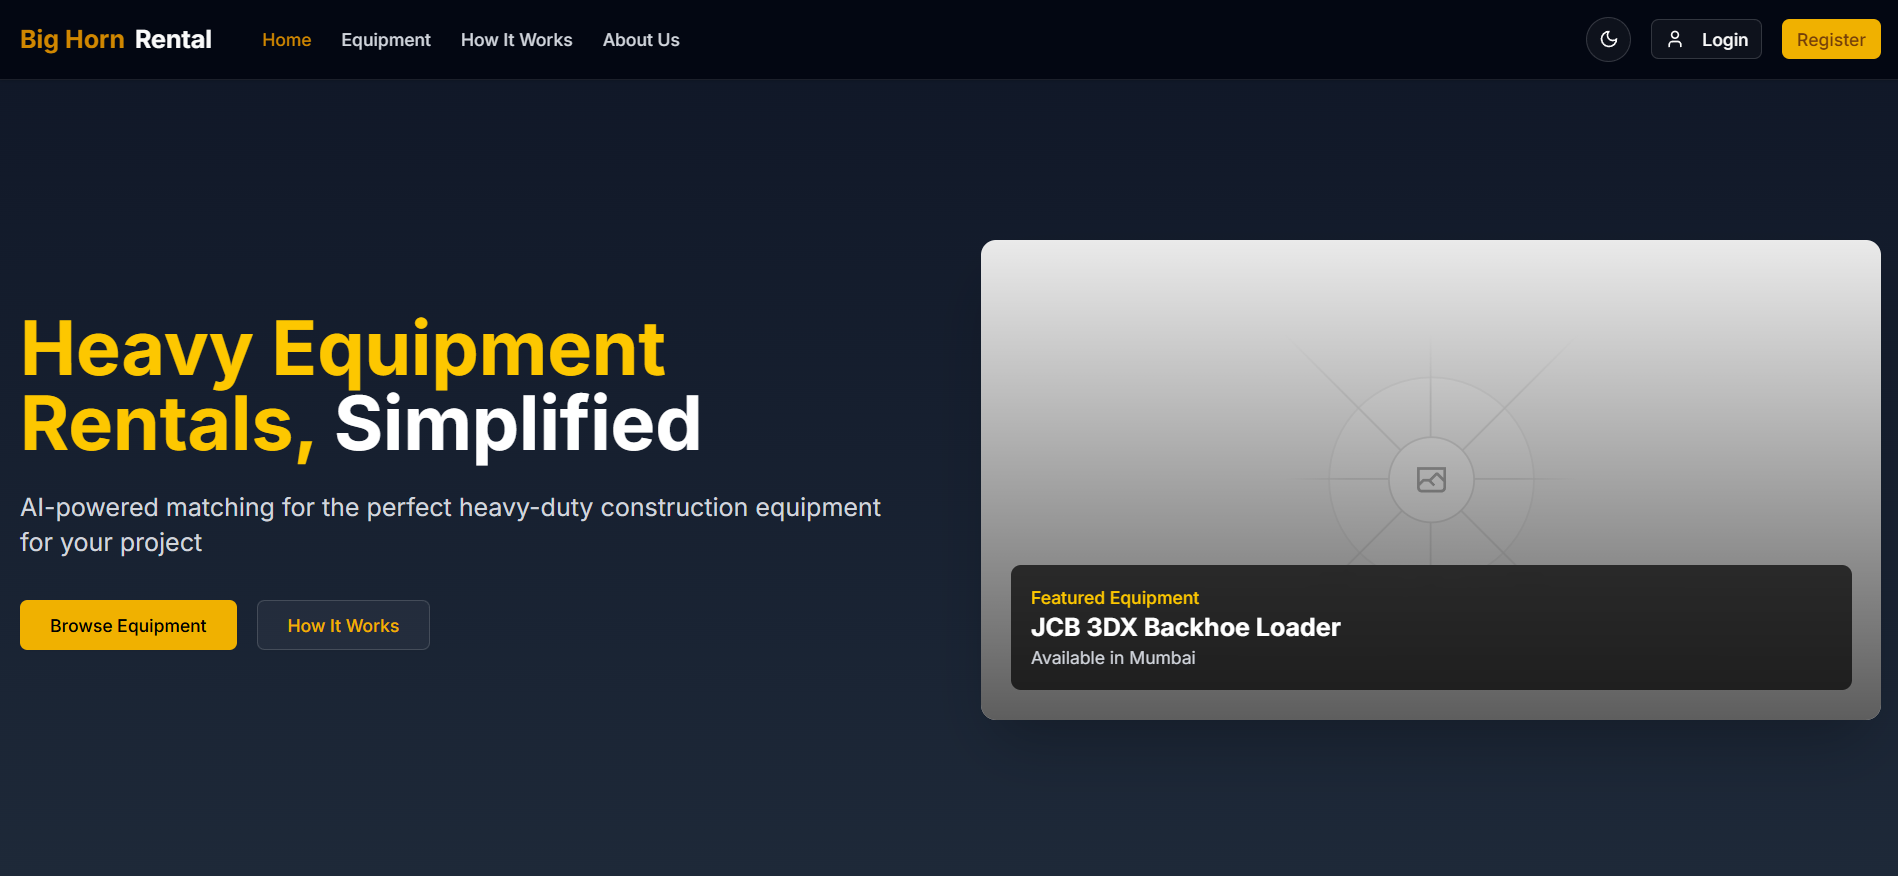 Big Horn Rental
Home
Equipment
How It Works
About Us
Login
Register
Heavy Equipment
Rentals, Simplified
AI-powered matching for the perfect heavy-duty construction equipment
for your project
Browse Equipment
How It Works
Featured Equipment
JCB 3DX Backhoe Loader
Available in Mumbai